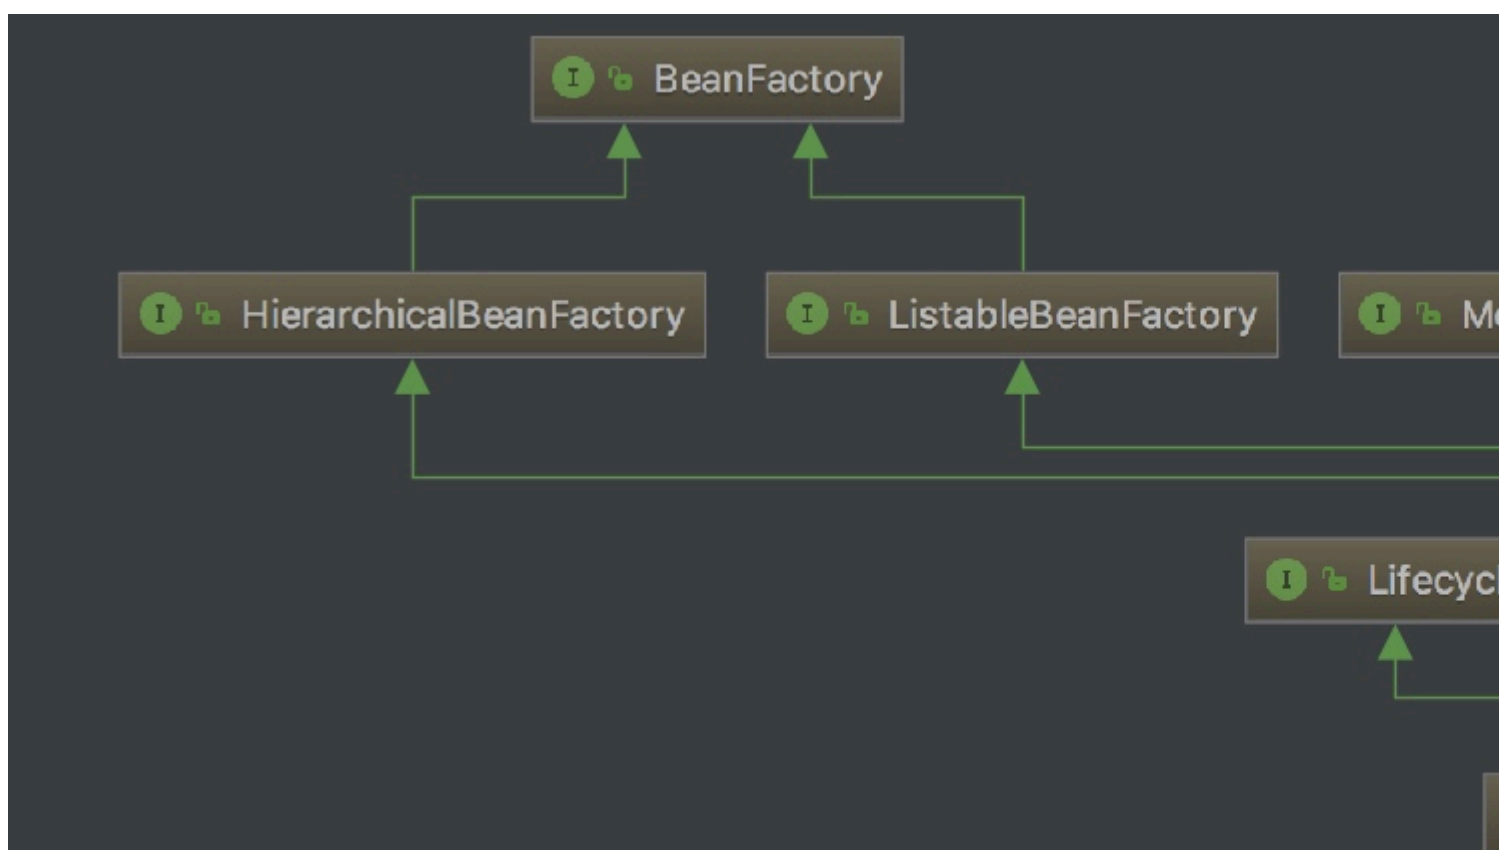 I BeanFactory
I HierarchicalBeanFactory
I ListableBeanFactory
I
I